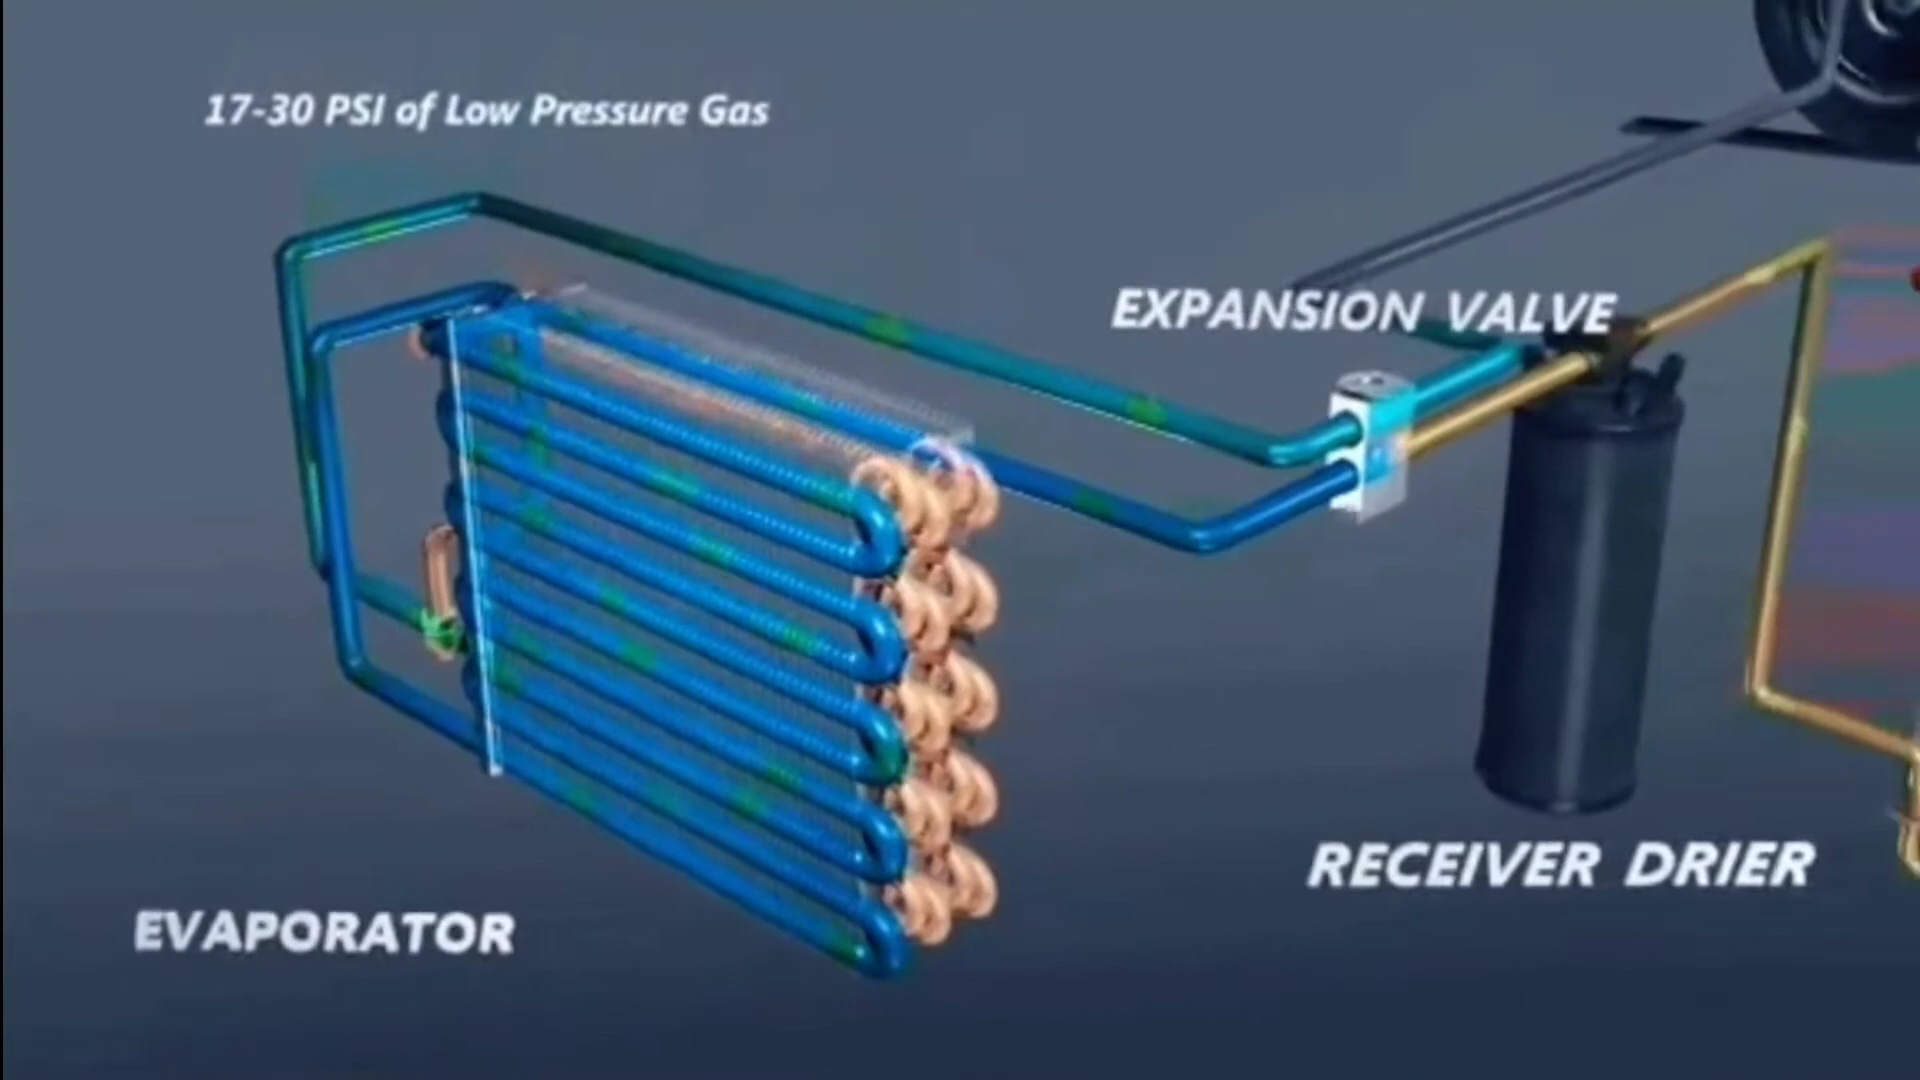 17-30 PSI of Low Pressure Gas
EXPANSION VALVE
RECEIVER DRIER
EVAPORATOR